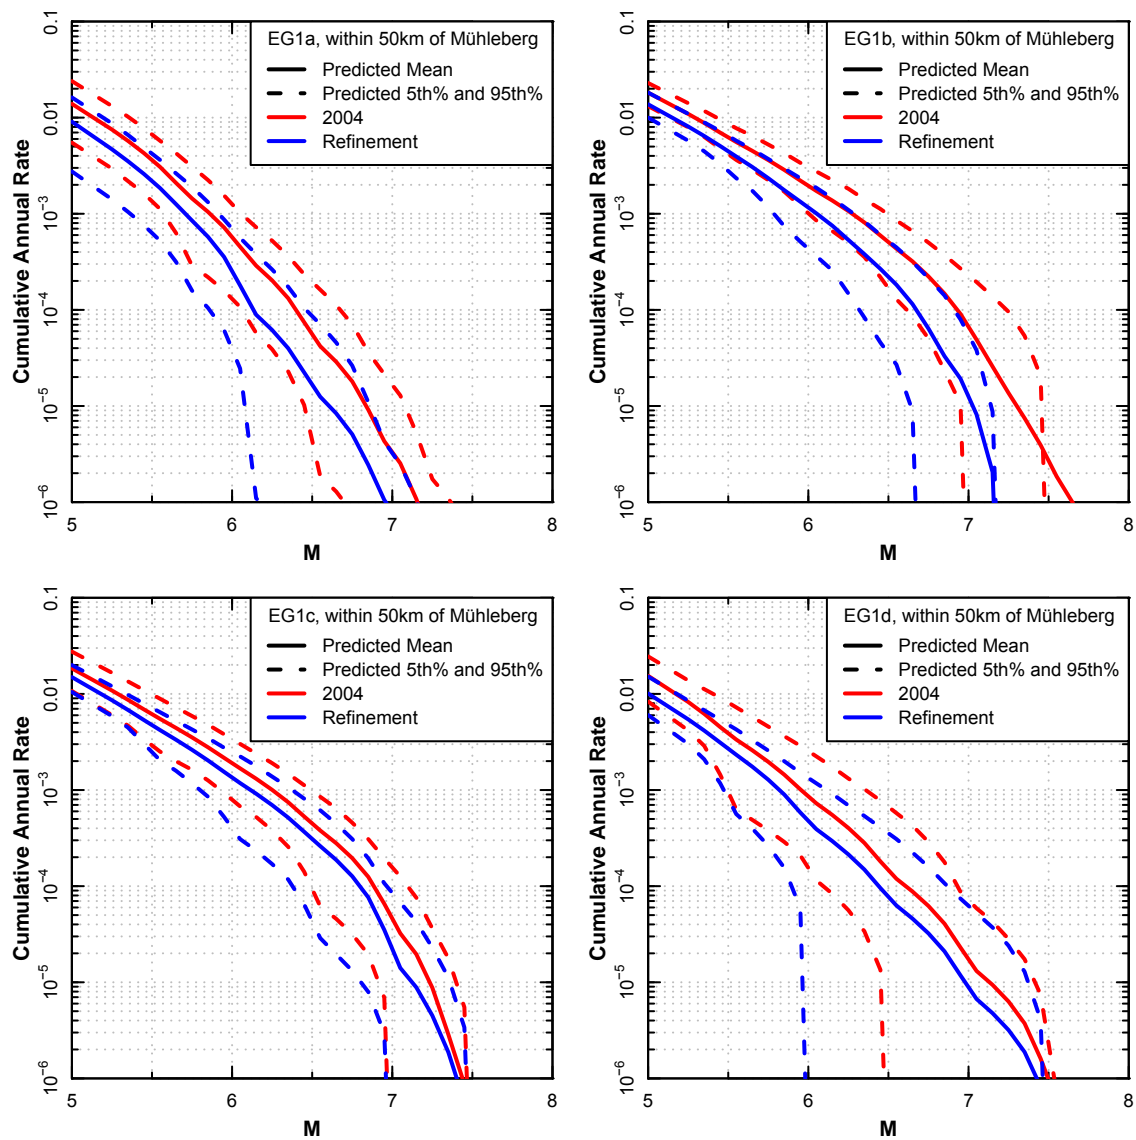 EG1a, within 50km of Mühleberg
Predicted Mean
Predicted 5th% and 95th%
2004
Refinement
Cumulative Annual Rate
0.1
0.01
10−3
10−4
10−5
10−6
5 6 7 8
M
EG1b, within 50km of Mühleberg
Predicted Mean
Predicted 5th% and 95th%
2004
Refinement
Cumulative Annual Rate
0.1
0.01
10−3
10−4
10−5
10−6
5 6 7 8
M
EG1c, within 50km of Mühleberg
Predicted Mean
Predicted 5th% and 95th%
2004
Refinement
Cumulative Annual Rate
0.1
0.01
10−3
10−4
10−5
10−6
5 6 7 8
M
EG1d, within 50km of Mühleberg
Predicted Mean
Predicted 5th% and 95th%
2004
Refinement
Cumulative Annual Rate
0.1
0.01
10−3
10−4
10−5
10−6
5 6 7 8
M